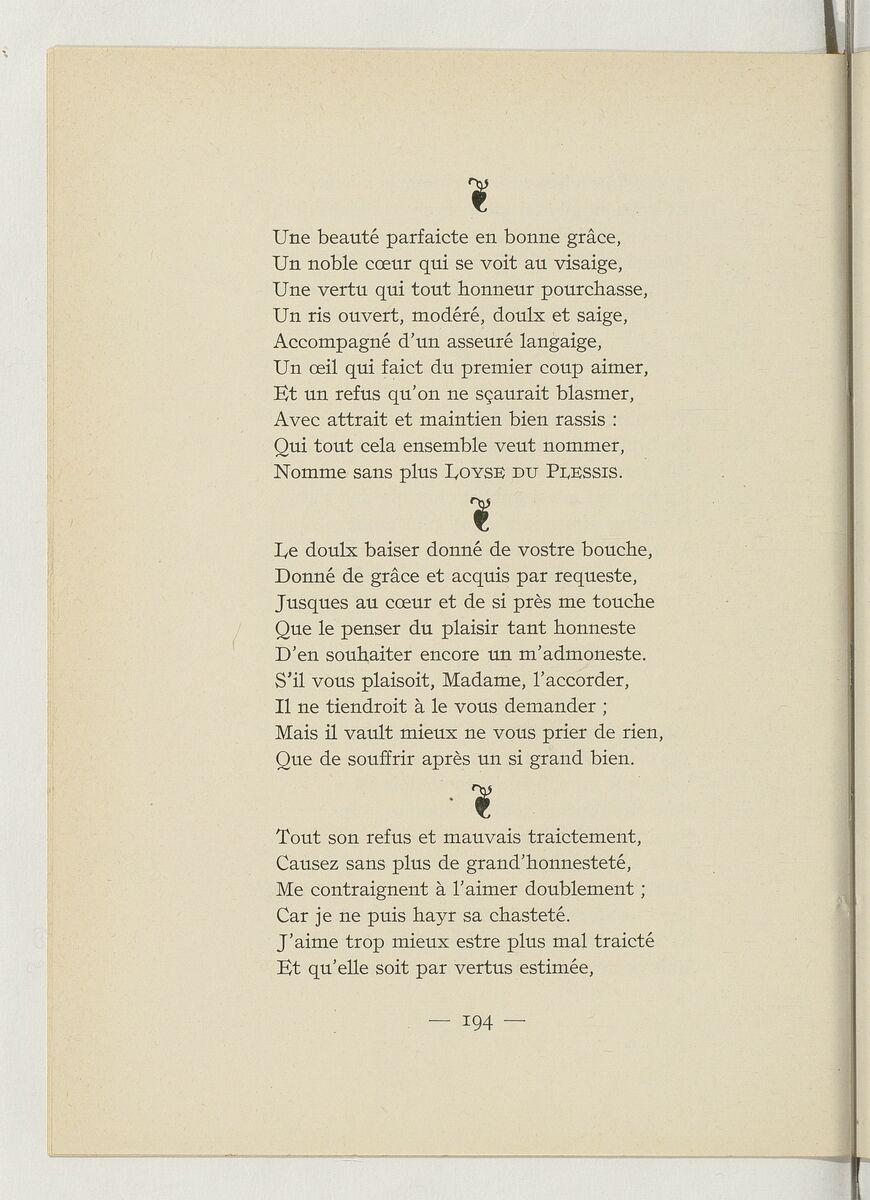 Une beauté parfaicte en bonne grâce,
Un noble cœur qui se voit au visaige,
Une vertu qui tout honneur pourchasse,
Un ris ouvert, modéré, doulx et saige,
Accompagné d'un asseuré langaige,
Un œil qui faict du premier coup aimer,
Et un refus qu'on ne sçaurait blasmer,
Avec attrait et maintien bien rassis :
Qui tout cela ensemble veut nommer,
Nomme sans plus LOYSE DU PLESSIS.
Le doulx baiser donné de vostre bouche,
Donné de grâce et acquis par requeste,
Jusques au cœur et de si près me touche
Que le penser du plaisir tant honneste
D'en souhaiter encore un m'admoneste.
S'il vous plaisoit, Madame, l'accorder,
Il ne tiendroit à le vous demander ;
Mais il vault mieux ne vous prier de rien,
Que de souffrir après un si grand bien.
Tout son refus et mauvais traictement,
Causez sans plus de grand'honnesteté,
Me contraignent à l'aimer doublement ;
Car je ne puis hayr sa chasteté.
J'aime trop mieux estre plus mal traicté
Et qu'elle soit par vertus estimée,
— 194 —